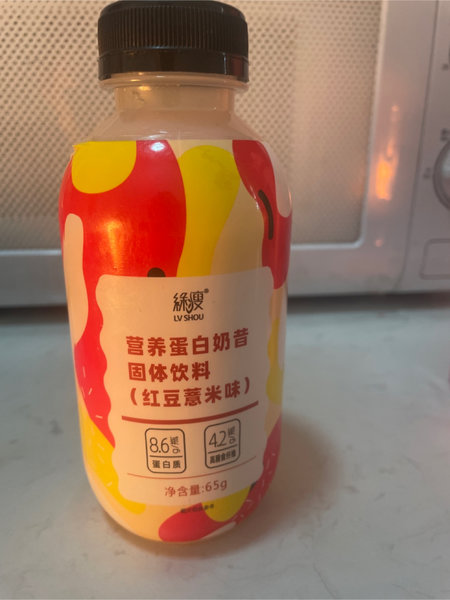 綠瘦®
LV SHOU
营养蛋白奶昔
固体饮料
（红豆薏米味）
8.6
蛋白质
4.2
高膳食纤维
净含量:65g